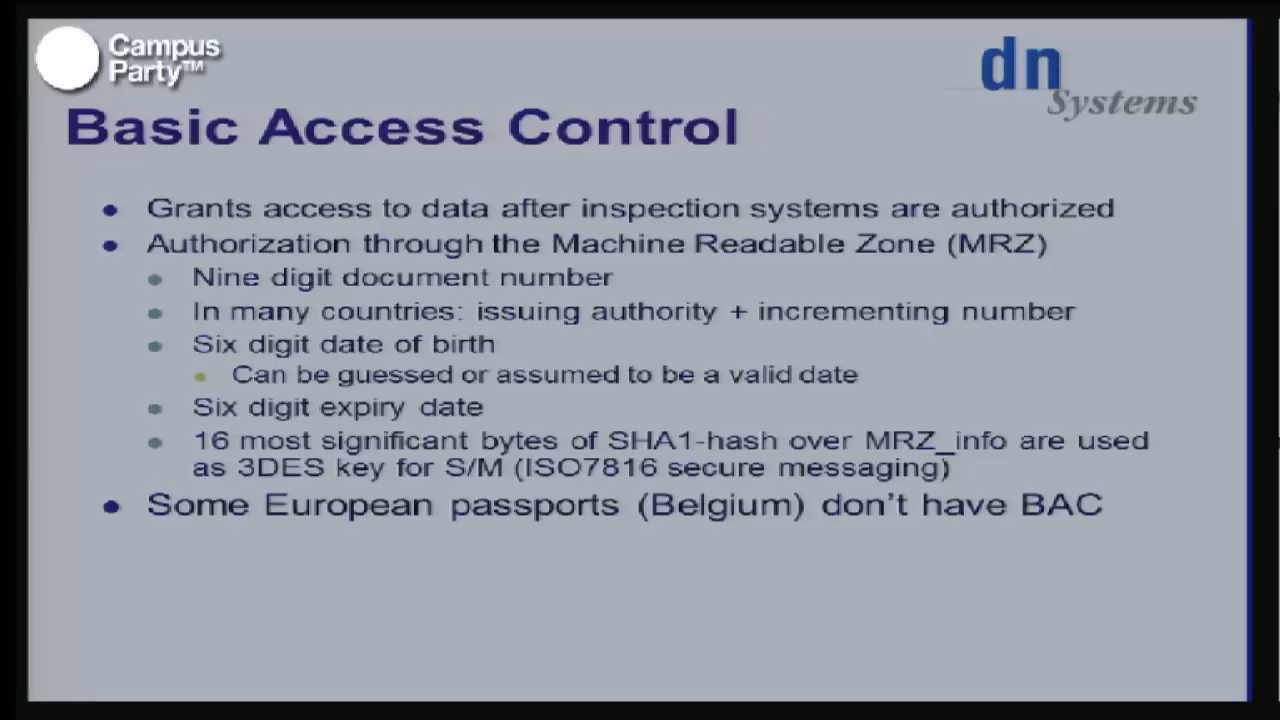 Campus
Party™
dn
Systems
Basic Access Control
Grants access to data after inspection systems are authorized
Authorization through the Machine Readable Zone (MRZ)
Nine digit document number
In many countries: issuing authority + incrementing number
Six digit date of birth
Can be guessed or assumed to be a valid date
Six digit expiry date
16 most significant bytes of SHA1-hash over MRZ_info are used
as 3DES key for S/M (ISO7816 secure messaging)
Some European passports (Belgium) don't have BAC